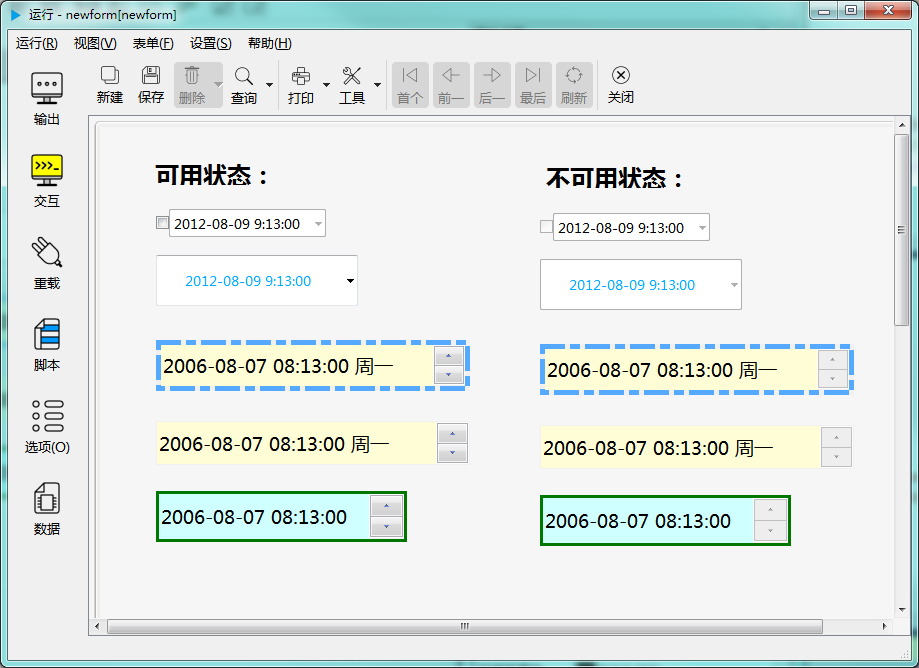 运行 - newform[newform]
运行(R) 视图(V) 表单(F) 设置(S) 帮助(H)
新建 保存 删除 查询 打印 工具 首个 前一 后一 最后 刷新 关闭
输出
交互
重载
脚本
选项(O)
数据
可用状态：
2012-08-09 9:13:00
2012-08-09 9:13:00
2006-08-07 08:13:00 周一
2006-08-07 08:13:00 周一
2006-08-07 08:13:00
不可用状态：
2012-08-09 9:13:00
2012-08-09 9:13:00
2006-08-07 08:13:00 周一
2006-08-07 08:13:00 周一
2006-08-07 08:13:00